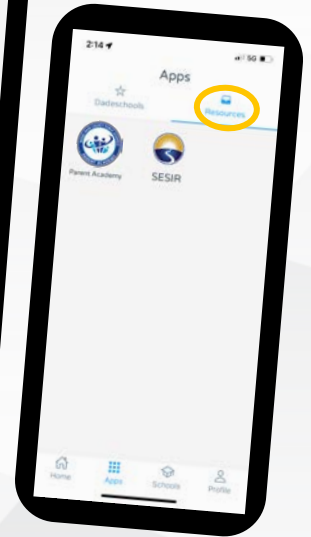 2:14
5G
Apps
Dadeschools
Resources
Parent Academy
SESIR
Home
Apps
Schools
Profile